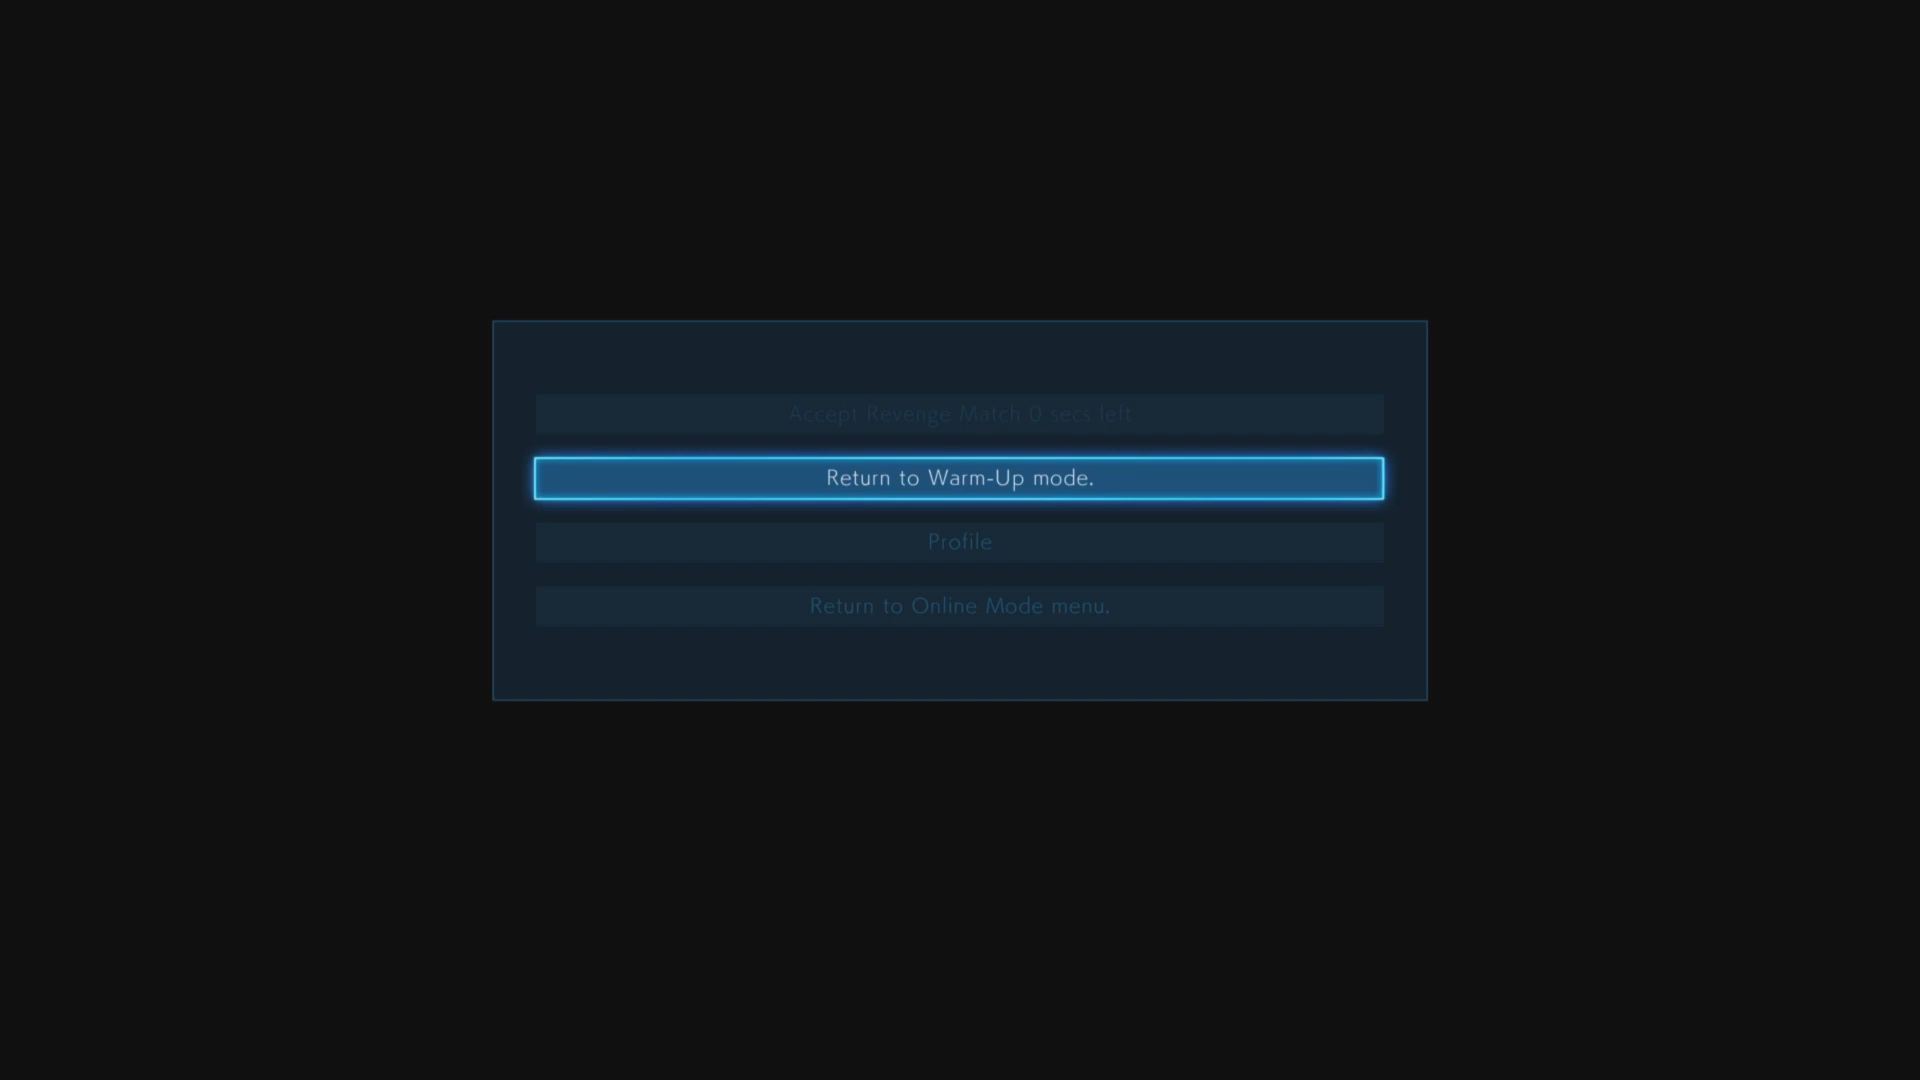 Accept Revenge Match 0 secs left
Return to Warm-Up mode.
Profile
Return to Online Mode menu.